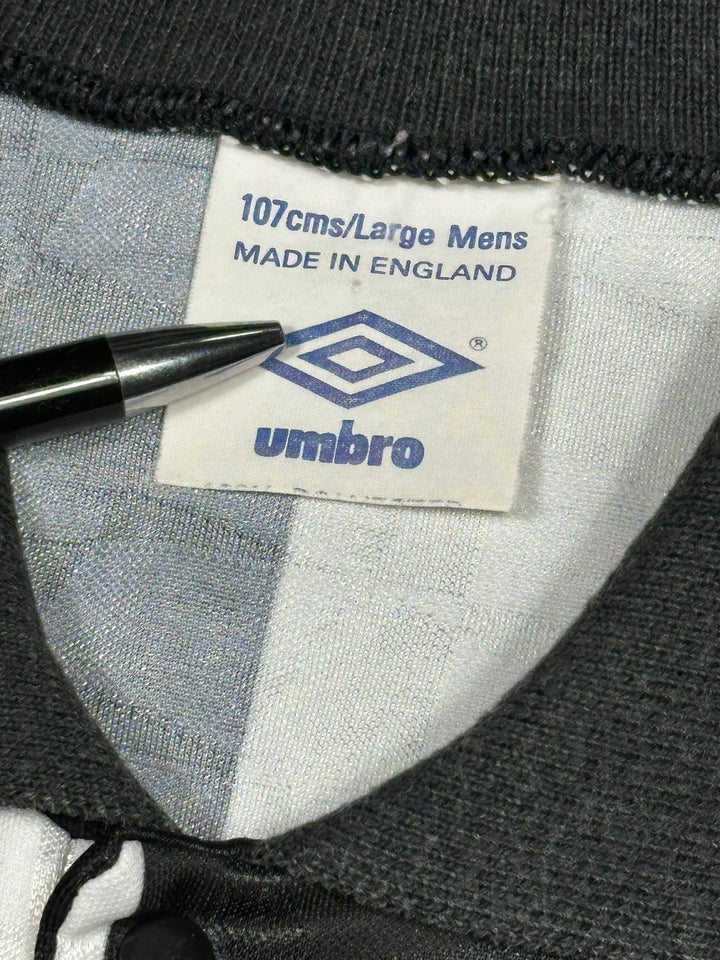 107cms/Large Mens
MADE IN ENGLAND
®
umbro